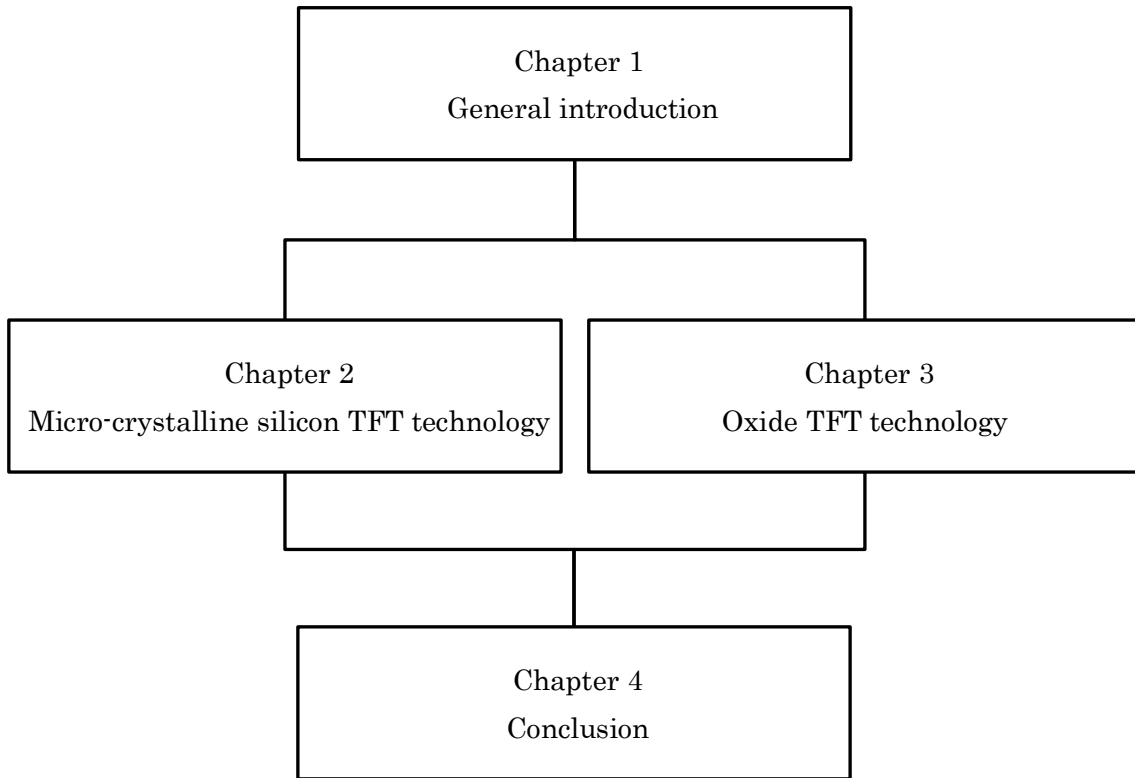 Chapter 1
General introduction
Chapter 2
Micro-crystalline silicon TFT technology
Chapter 3
Oxide TFT technology
Chapter 4
Conclusion